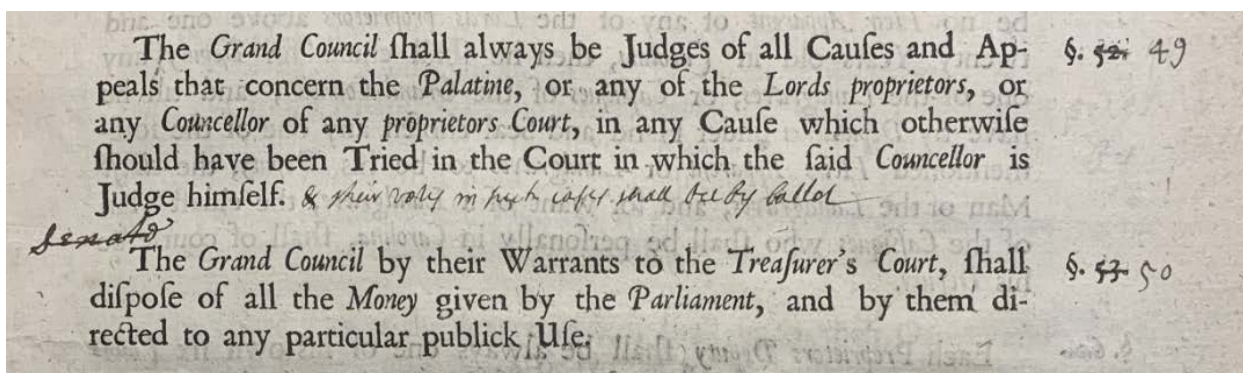 The Grand Council ſhall always be Judges of all Cauſes and Ap- §. 52. 49
peals that concern the Palatine, or any of the Lords proprietors, or
any Councellor of any proprietors Court, in any Cauſe which otherwiſe
ſhould have been Tried in the Court in which the ſaid Councellor is
Judge himſelf. & their votes in such cases shall bee by ballot
Senate
The Grand Council by their Warrants to the Treaſurer's Court, ſhall §. 53. 50
diſpoſe of all the Money given by the Parliament, and by them di-
rected to any particular publick Uſe.